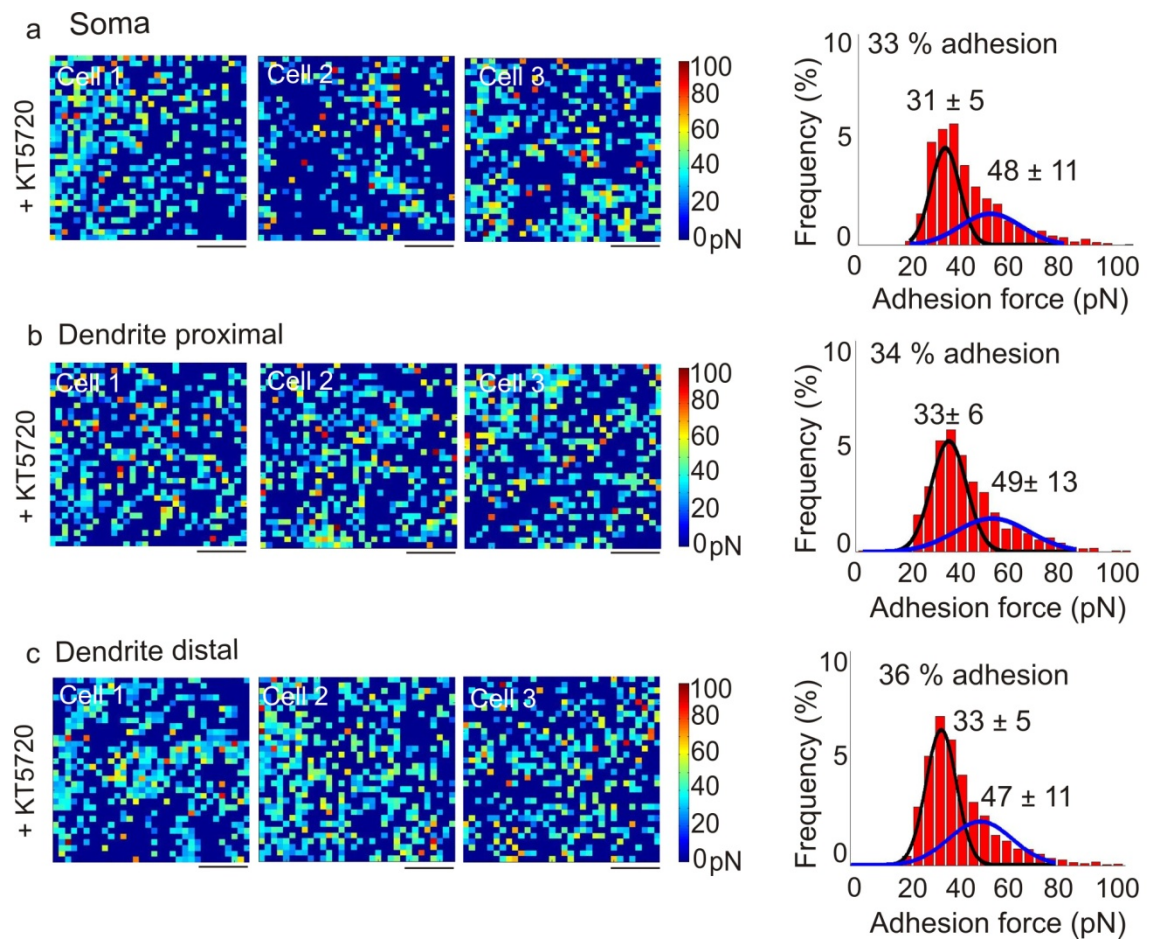 a Soma
+ KT5720
Cell 1
Cell 2
Cell 3
100
80
60
40
20
0pN
10
5
0
Frequency (%)
33 % adhesion
31 ± 5
48 ± 11
0 20 40 60 80 100
Adhesion force (pN)
b Dendrite proximal
+ KT5720
Cell 1
Cell 2
Cell 3
100
80
60
40
20
0pN
10
5
0
Frequency (%)
34 % adhesion
33± 6
49± 13
0 20 40 60 80 100
Adhesion force (pN)
c Dendrite distal
+ KT5720
Cell 1
Cell 2
Cell 3
100
80
60
40
20
0pN
10
5
0
Frequency (%)
36 % adhesion
33 ± 5
47 ± 11
0 20 40 60 80 100
Adhesion force (pN)